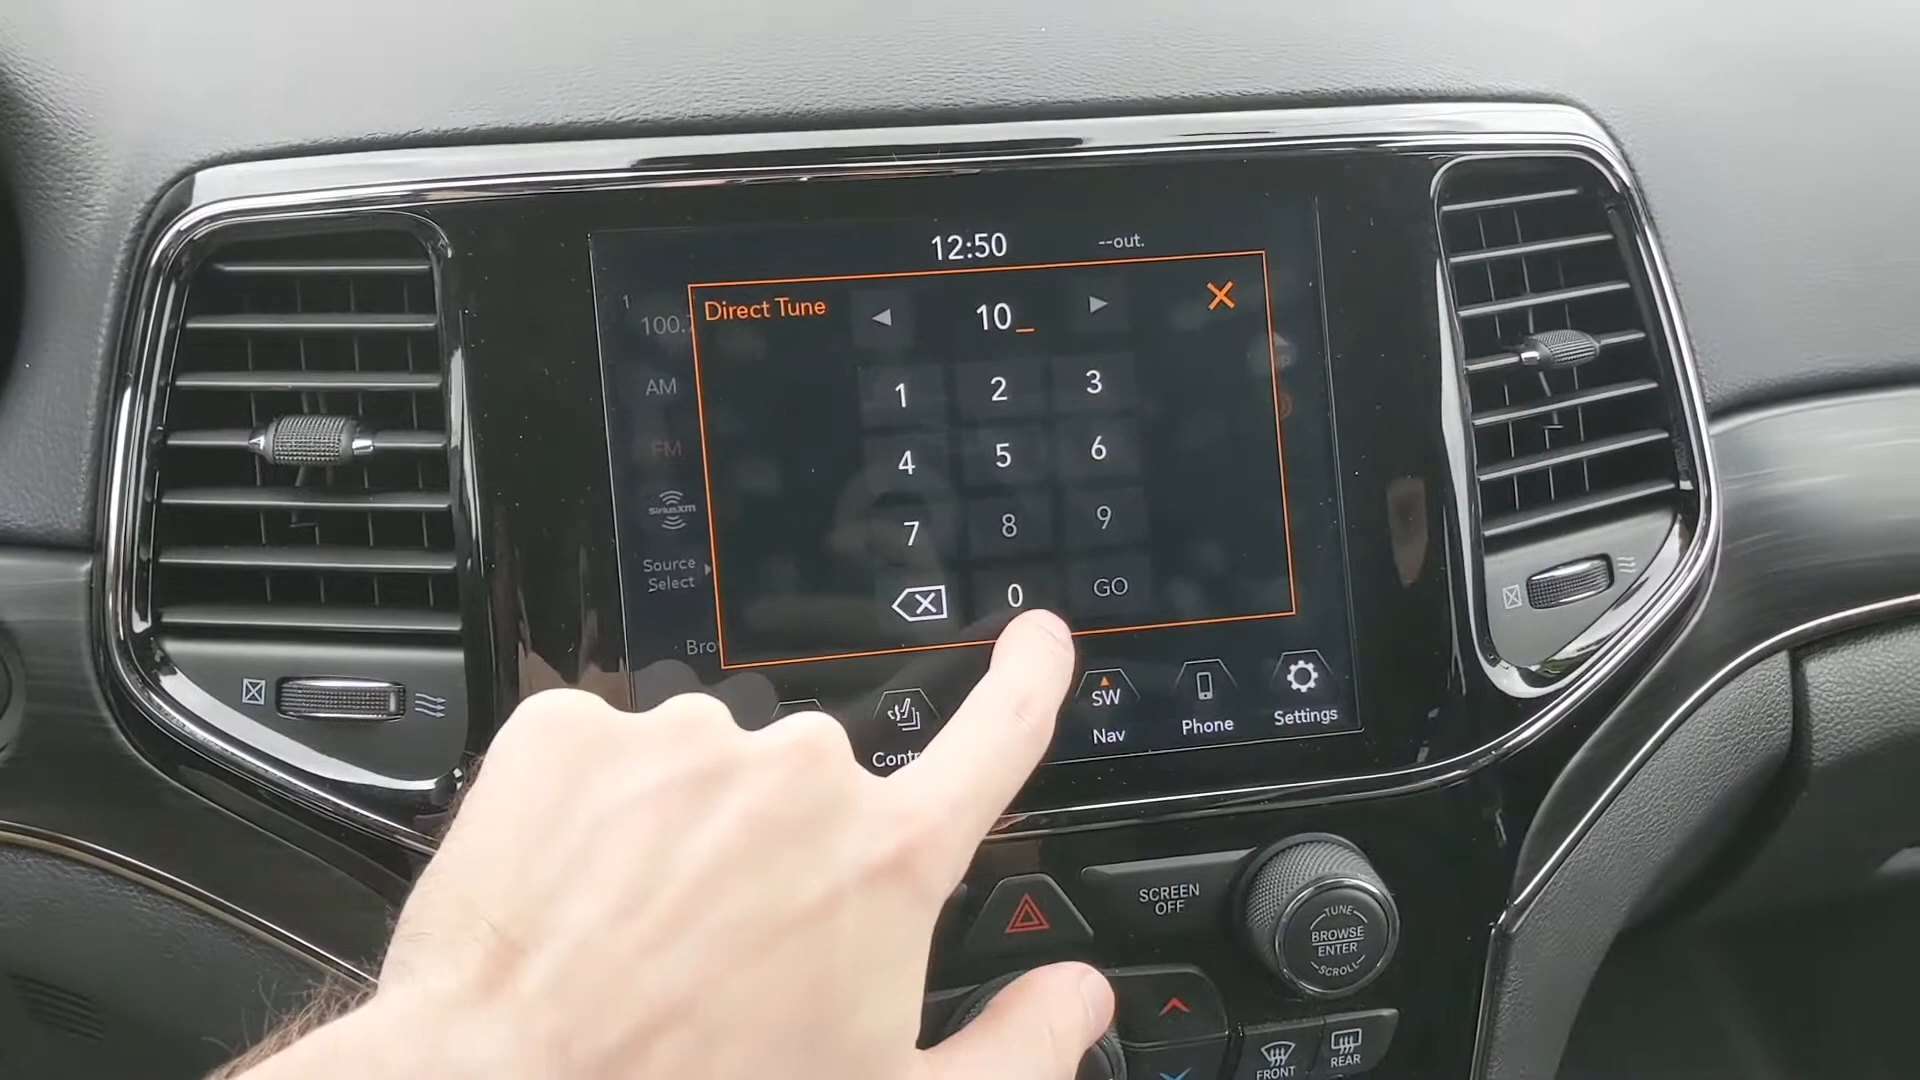 12:50
--out.
1
Direct Tune
10_
100.
AM
FM
SiriusXM
1 2 3
4 5 6
7 8 9
0 GO
Source
Select
Bro
SW
Contr
Nav
Phone
Settings
SCREEN
OFF
TUNE
BROWSE
ENTER
SCROLL
FRONT
REAR